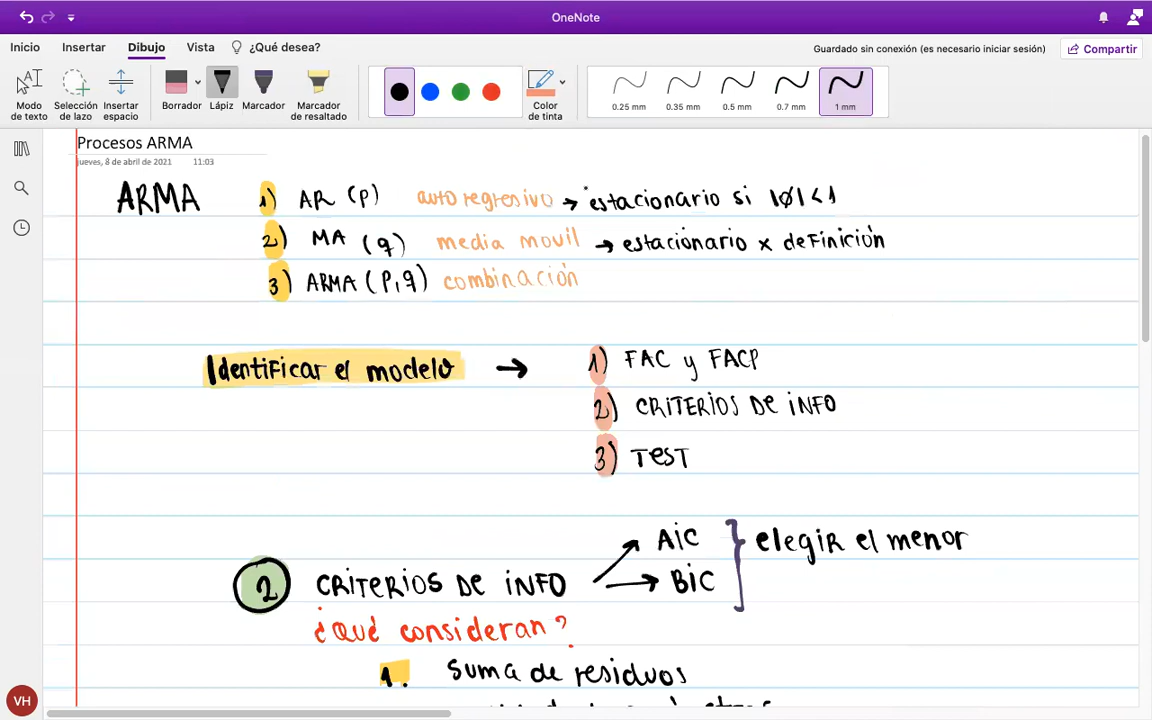 OneNote
Inicio Insertar Dibujo Vista ¿Qué desea? Guardado sin conexión (es necesario iniciar sesión) Compartir
Modo de texto Selección de lazo Insertar espacio Borrador Lápiz Marcador Marcador de resaltado Color de tinta 0.25 mm 0.35 mm 0.5 mm 0.7 mm 1 mm
Procesos ARMA
jueves, 8 de abril de 2021 11:03
ARMA 1) AR (p) auto regresivo → estacionario si |ø| < 1
2) MA (q) media movil → estacionario x definición
3) ARMA (P,q) combinación
Identificar el modelo → 1) FAC y FACP
2) CRITERIOS DE INFO
3) TEST
AiC } elegir el menor
2 CRITERIOS DE INFO → BiC
¿Qué consideran?
1. Suma de residuos
VH